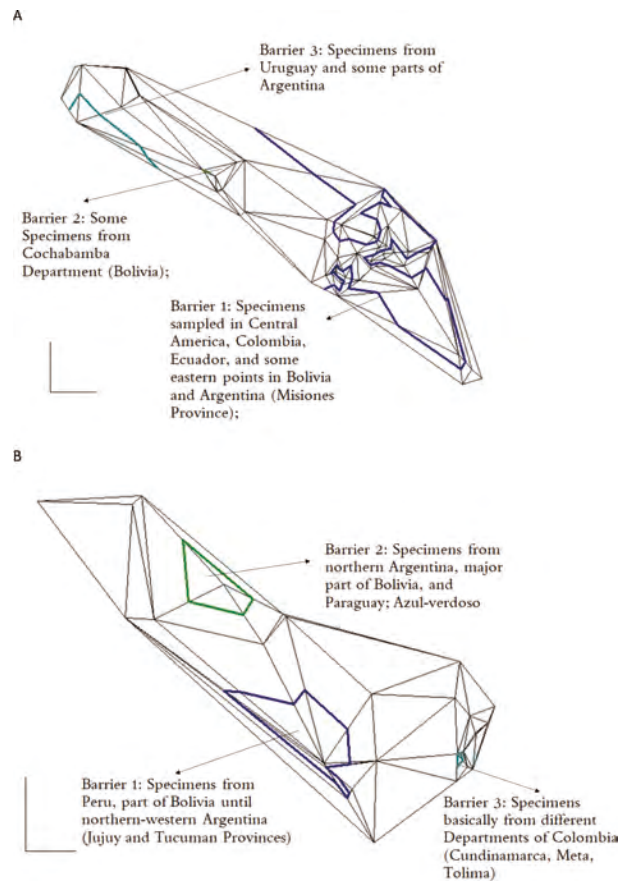 A
Barrier 3: Specimens from
Uruguay and some parts of
Argentina
Barrier 2: Some
Specimens from
Cochabamba
Department (Bolivia);
Barrier 1: Specimens
sampled in Central
America, Colombia,
Ecuador, and some
eastern points in Bolivia
and Argentina (Misiones
Province);
B
Barrier 2: Specimens from
northern Argentina, major
part of Bolivia, and
Paraguay; Azul-verdoso
Barrier 1: Specimens from
Peru, part of Bolivia until
northern-western Argentina
(Jujuy and Tucuman Provinces)
Barrier 3: Specimens
basically from different
Departments of Colombia
(Cundinamarca, Meta,
Tolima)